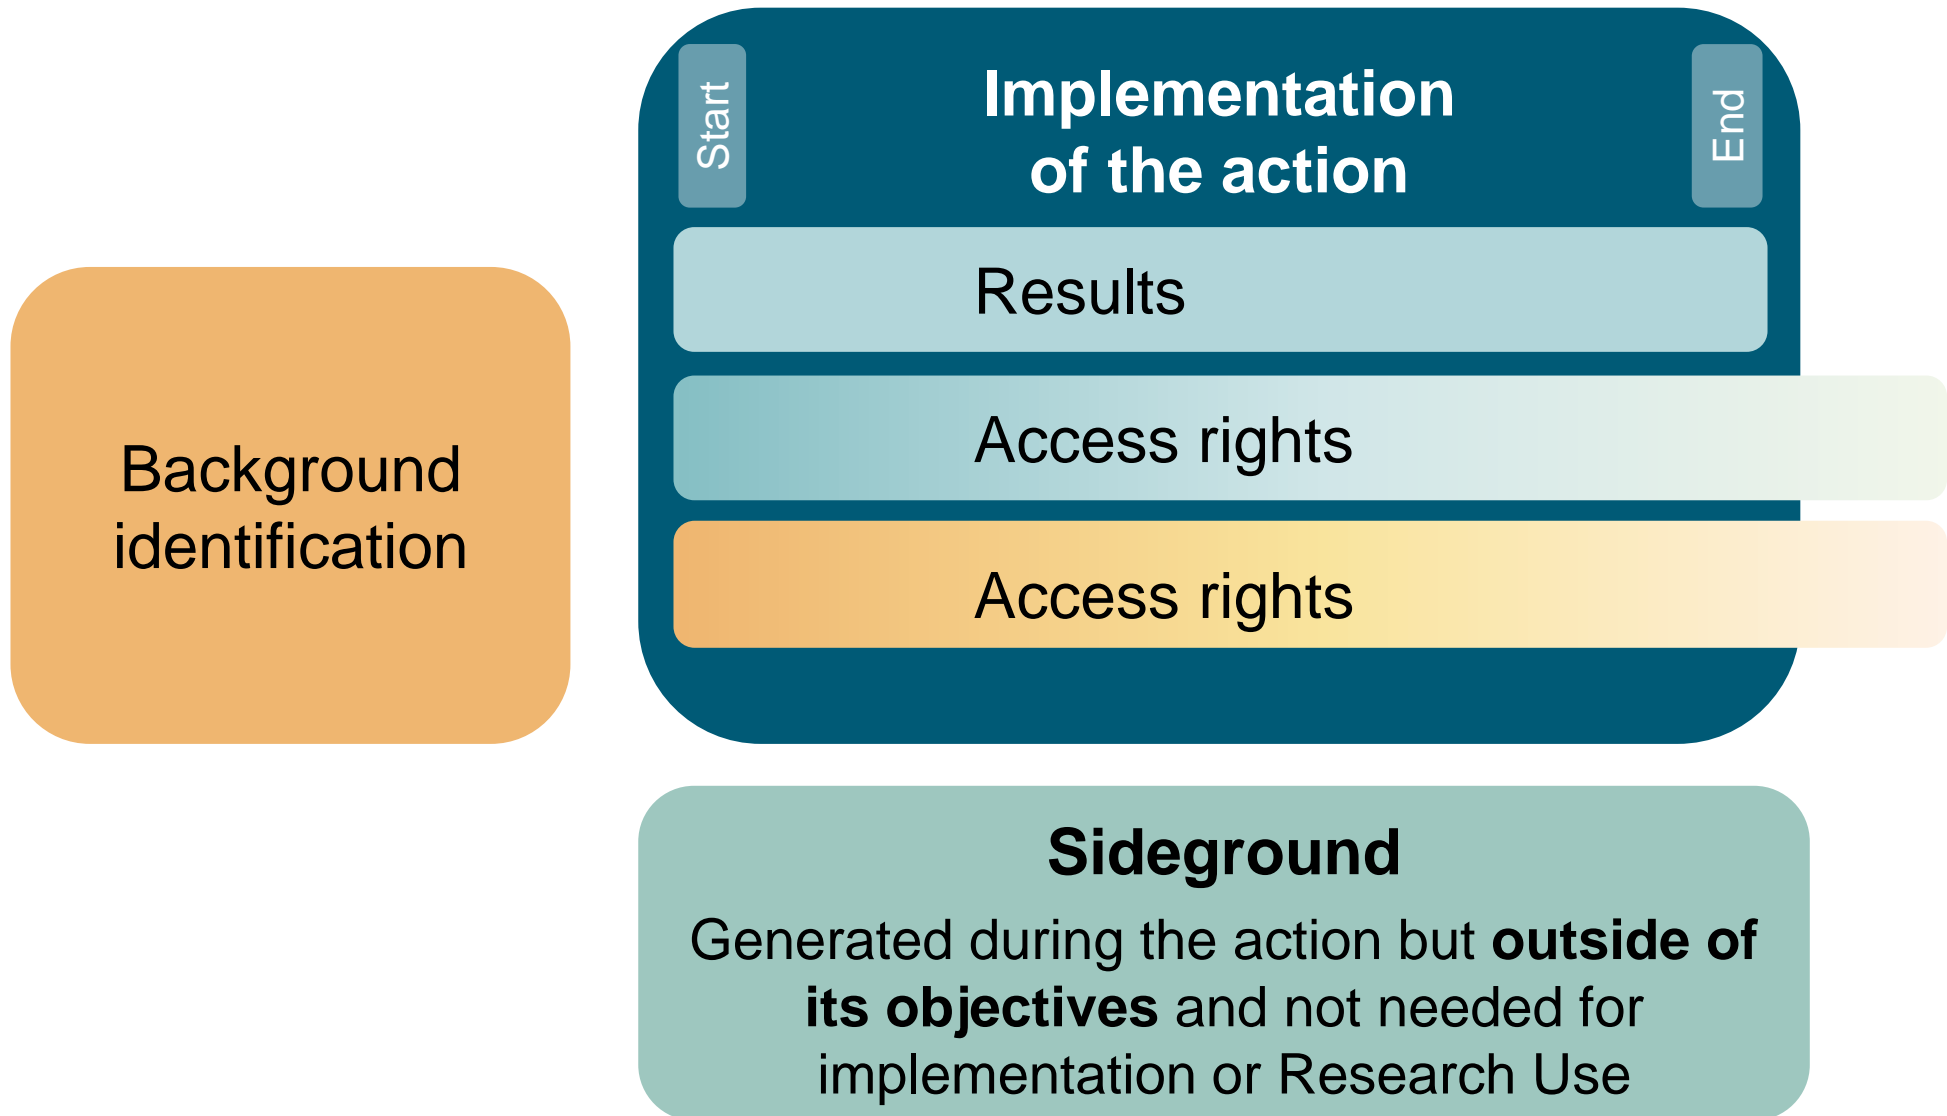 Start
Implementation
of the action
End
Results
Access rights
Access rights
Background
identification
Sideground
Generated during the action but outside of
its objectives and not needed for
implementation or Research Use